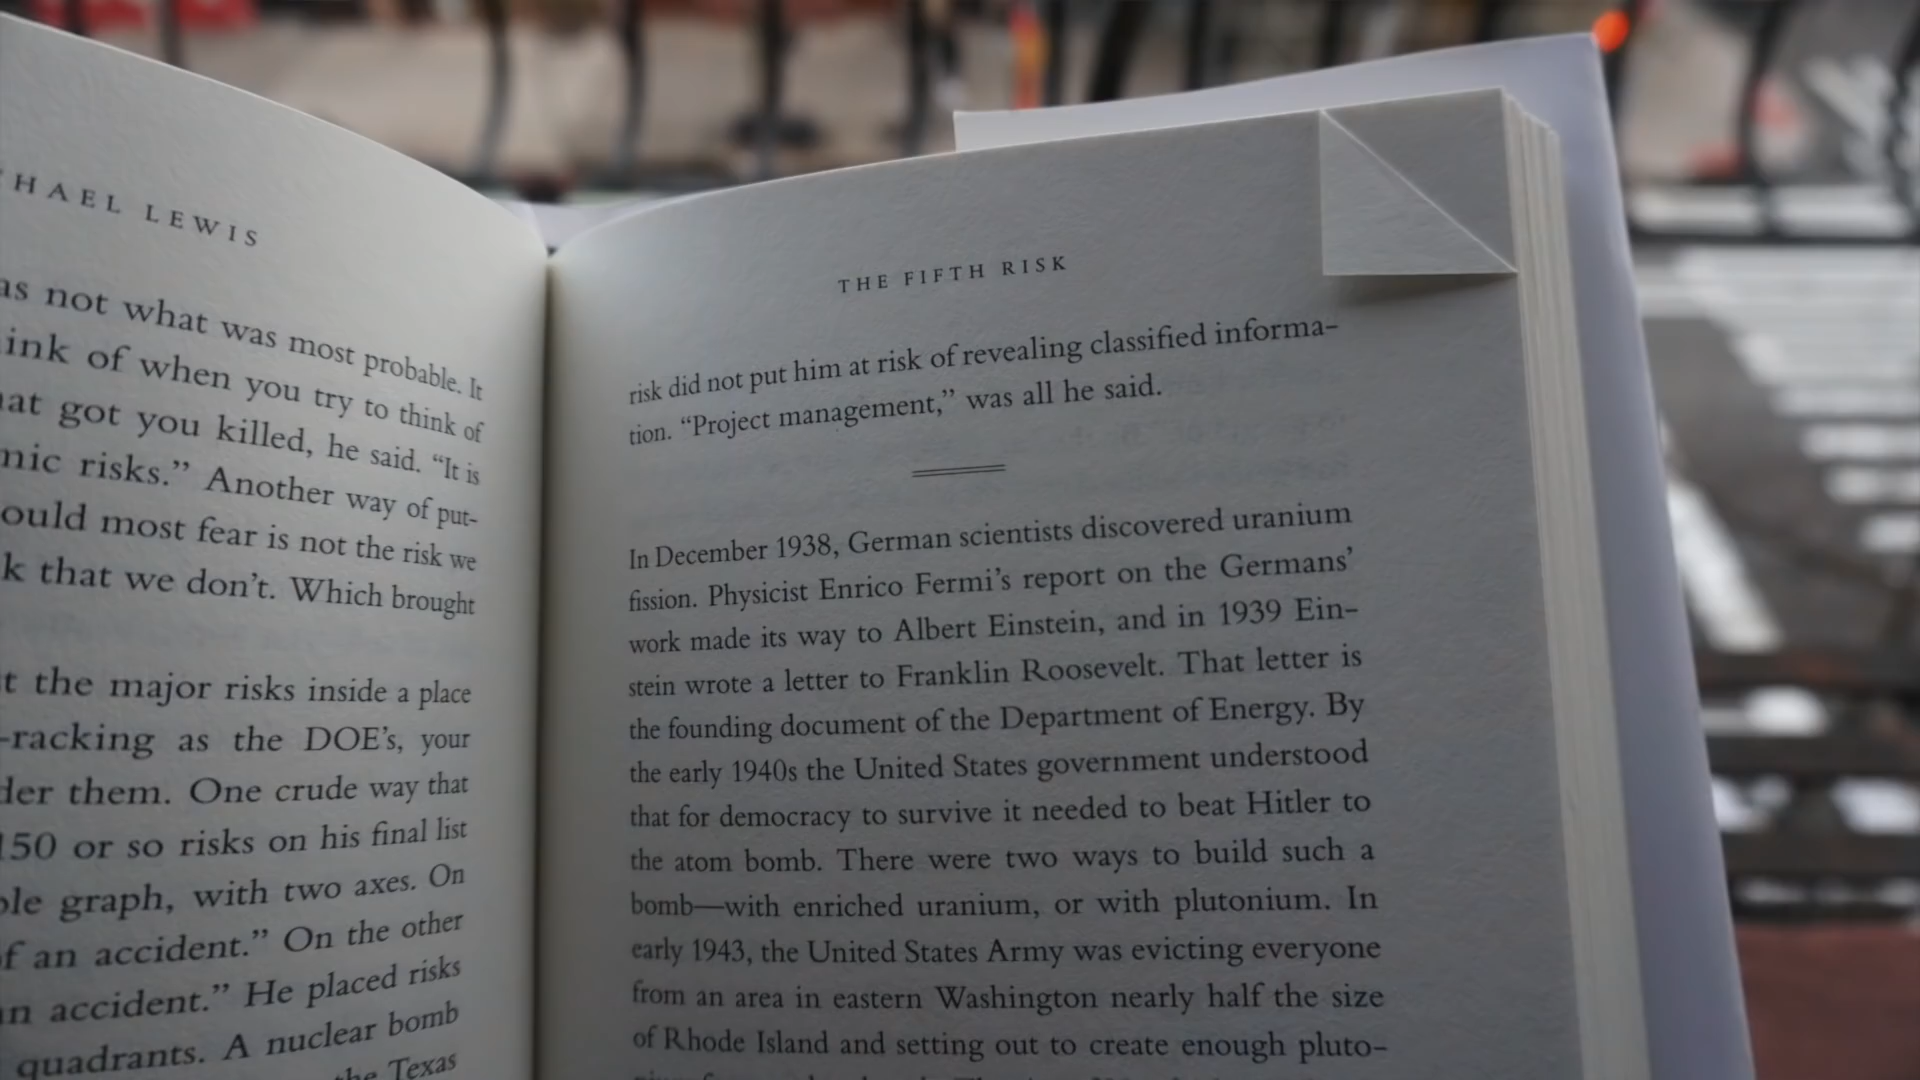 HAEL LEWIS
as not what was most probable. It
ink of when you try to think of
at got you killed, he said. “It is
nic risks.” Another way of put-
ould most fear is not the risk we
k that we don’t. Which brought
t the major risks inside a place
-racking as the DOE’s, your
der them. One crude way that
150 or so risks on his final list
ple graph, with two axes. On
f an accident.” On the other
n accident.” He placed risks
quadrants. A nuclear bomb
the Texas
THE FIFTH RISK
risk did not put him at risk of revealing classified informa-
tion. “Project management,” was all he said.
In December 1938, German scientists discovered uranium
fission. Physicist Enrico Fermi’s report on the Germans’
work made its way to Albert Einstein, and in 1939 Ein-
stein wrote a letter to Franklin Roosevelt. That letter is
the founding document of the Department of Energy. By
the early 1940s the United States government understood
that for democracy to survive it needed to beat Hitler to
the atom bomb. There were two ways to build such a
bomb—with enriched uranium, or with plutonium. In
early 1943, the United States Army was evicting everyone
from an area in eastern Washington nearly half the size
of Rhode Island and setting out to create enough pluto-